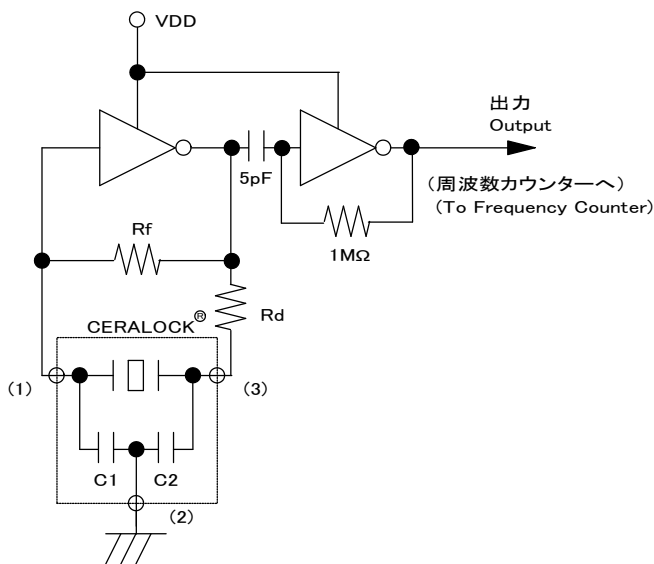 VDD
出力
Output
5pF
(周波数カウンターへ)
(To Frequency Counter)
Rf
1MΩ
Rd
CERALOCK®
(1)
(3)
C1
C2
(2)